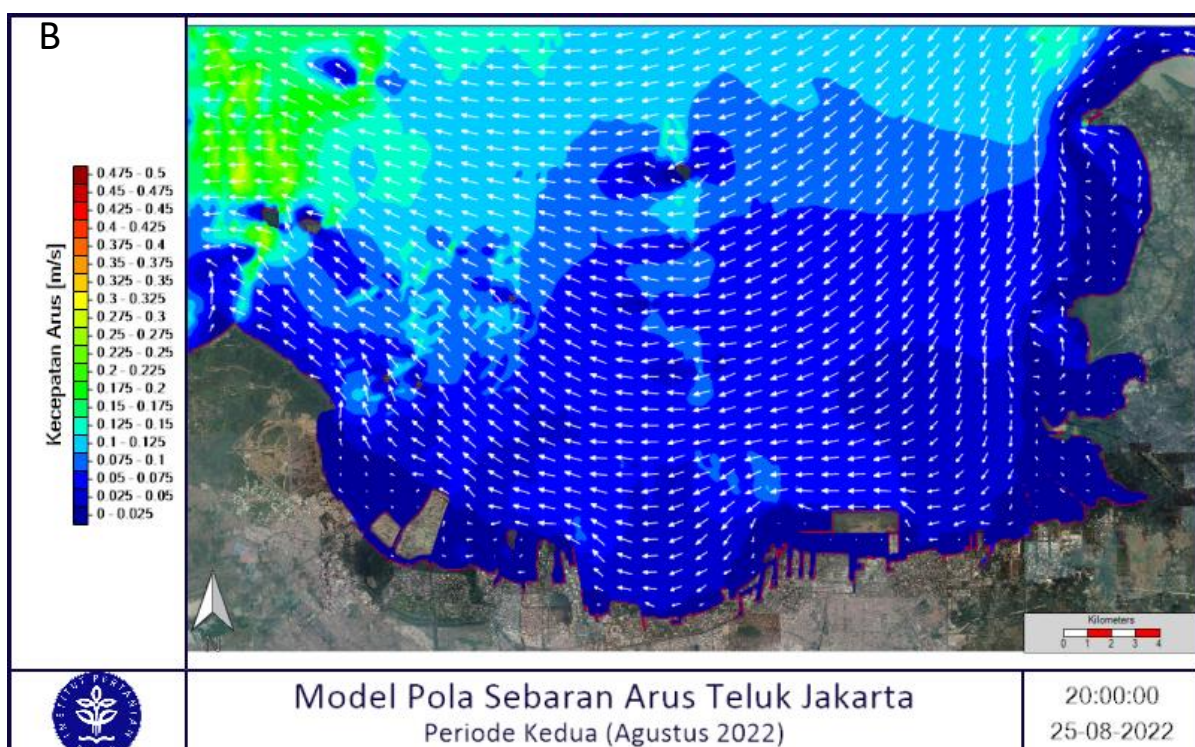 B
Kecepatan Arus [m/s]
0.475 - 0.5
0.45 - 0.475
0.425 - 0.45
0.4 - 0.425
0.375 - 0.4
0.35 - 0.375
0.325 - 0.35
0.3 - 0.325
0.275 - 0.3
0.25 - 0.275
0.225 - 0.25
0.2 - 0.225
0.175 - 0.2
0.15 - 0.175
0.125 - 0.15
0.1 - 0.125
0.075 - 0.1
0.05 - 0.075
0.025 - 0.05
0 - 0.025
N
Kilometers
0 1 2 3 4
INSTITUT PERTANIAN
Model Pola Sebaran Arus Teluk Jakarta
Periode Kedua (Agustus 2022)
20:00:00
25-08-2022